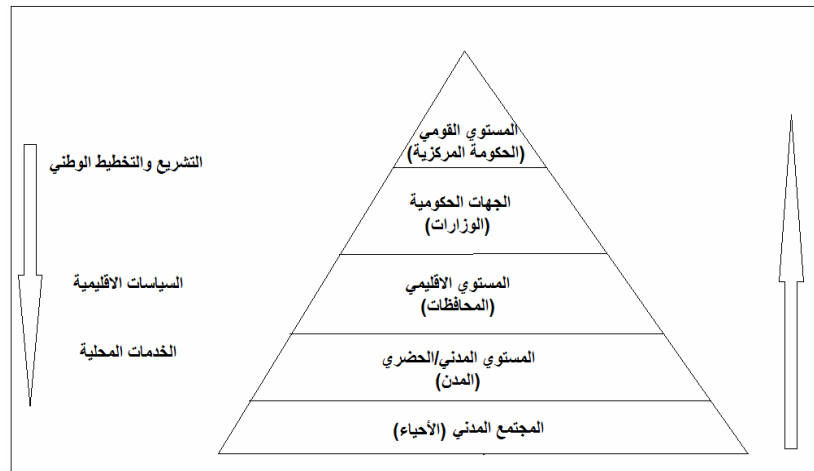 المستوي القومي
(الحكومة المركزية)
التشريع والتخطيط الوطني
الجهات الحكومية
(الوزارات)
المستوي الاقليمي
(المحافظات)
السياسات الاقليمية
الخدمات المحلية
المستوي المدني/الحضري
(المدن)
المجتمع المدني (الأحياء)